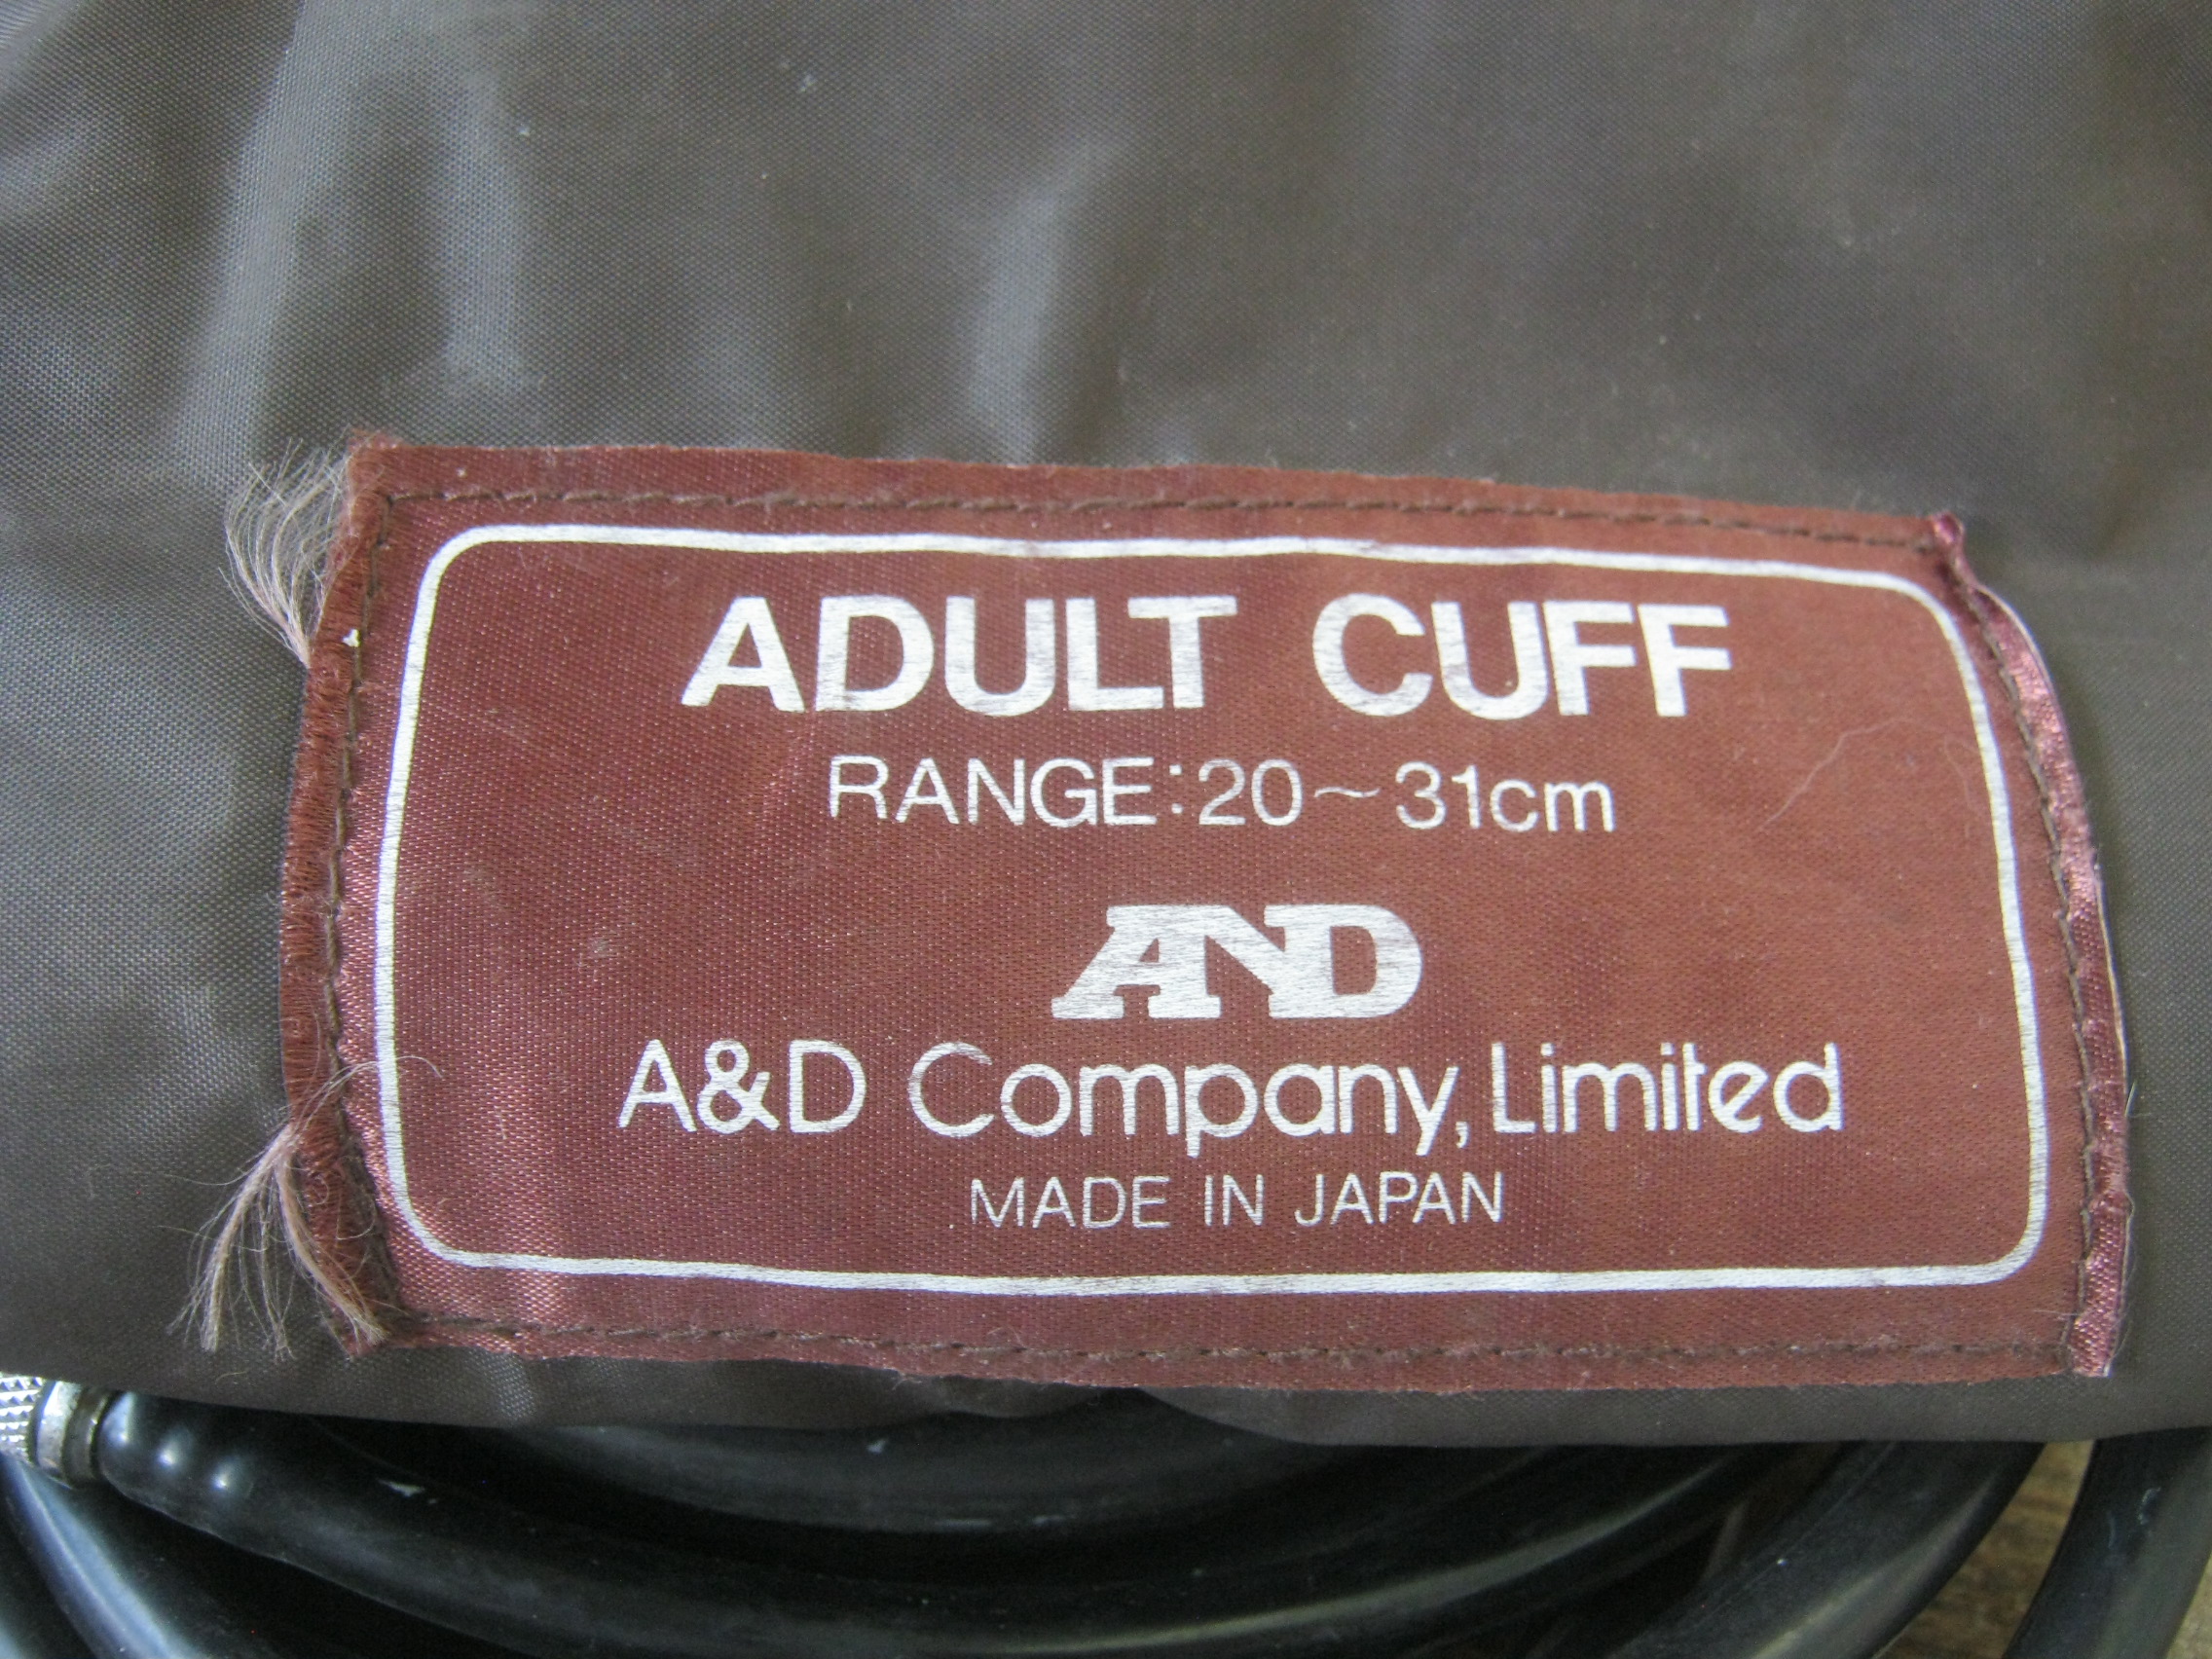 ADULT CUFF
RANGE:20~31cm
AND
A&D Company, Limited
MADE IN JAPAN